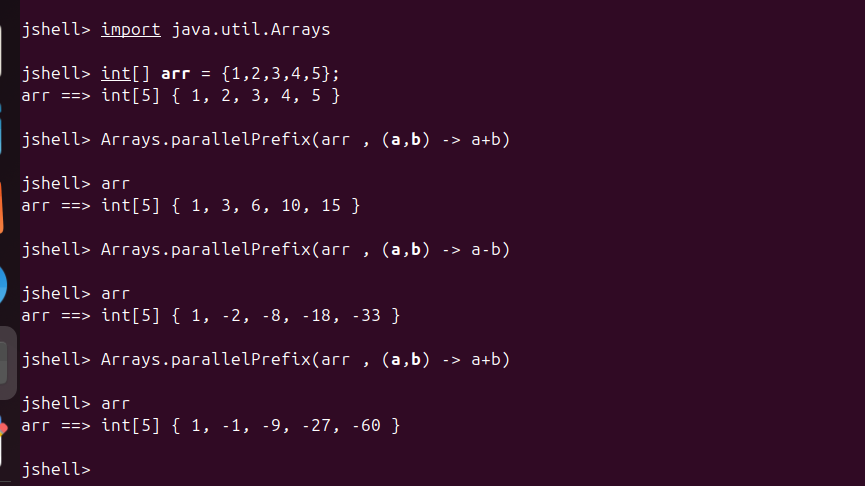 jshell> import java.util.Arrays
jshell> int[] arr = {1,2,3,4,5};
arr ==> int[5] { 1, 2, 3, 4, 5 }
jshell> Arrays.parallelPrefix(arr , (a,b) -> a+b)
jshell> arr
arr ==> int[5] { 1, 3, 6, 10, 15 }
jshell> Arrays.parallelPrefix(arr , (a,b) -> a-b)
jshell> arr
arr ==> int[5] { 1, -2, -8, -18, -33 }
jshell> Arrays.parallelPrefix(arr , (a,b) -> a+b)
jshell> arr
arr ==> int[5] { 1, -1, -9, -27, -60 }
jshell>